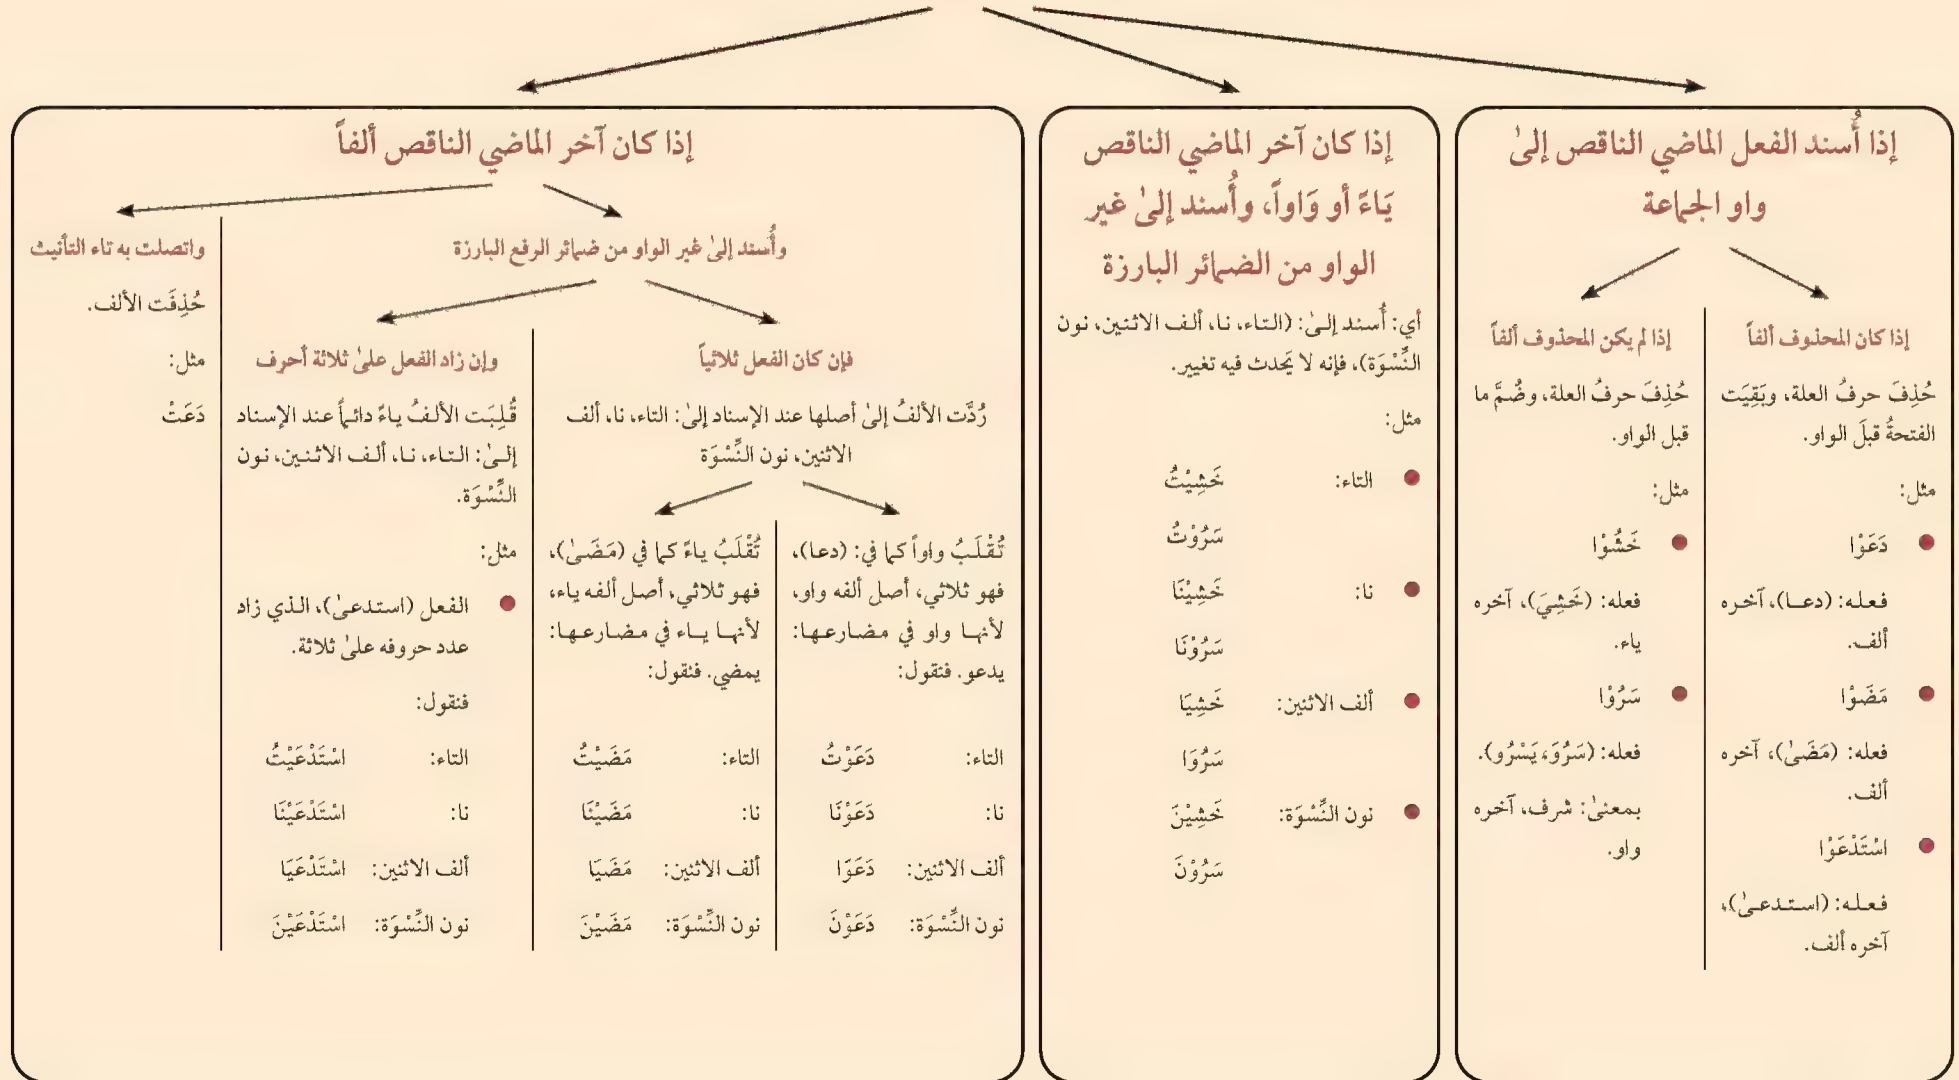 إذا أُسند الفعل الماضي الناقص إلىٰ
واو الجماعة
إذا كان المحذوف ألفاً
حُذِفَ حرفُ العلة، وبَقِيَت
الفتحةُ قبلَ الواو.
مثل:
دَعَوْا
فعله: (دعا)، آخره
ألف.
مَضَوْا
فعله: (مَضَىٰ)، آخره
ألف.
اسْتَدْعَوْا
فعله: (استدعىٰ)،
آخره ألف.
إذا لم يكن المحذوف ألفاً
حُذِفَ حرفُ العلة، وضُمَّ ما
قبل الواو.
مثل:
خَشُوْا
فعله: (خَشِيَ)، آخره
ياء.
سَرُوْا
فعله: (سَرُوَ، يَسْرُو).
بمعنىٰ: شرف، آخره
واو.
إذا كان آخر الماضي الناقص
يَاءً أو وَاواً، وأُسند إلىٰ غير
الواو من الضمائر البارزة
أي: أُسند إلىٰ: (التاء، نا، ألف الاثنين، نون
النِّسْوَة)، فإنه لا يَحدث فيه تغيير.
مثل:
التاء: خَشِيْتُ
سَرُوْتُ
نا: خَشِيْنَا
سَرُوْنَا
ألف الاثنين: خَشِيَا
سَرُوَا
نون النِّسْوَة: خَشِيْنَ
سَرُوْنَ
إذا كان آخر الماضي الناقص ألفاً
وأُسند إلىٰ غير الواو من ضمائر الرفع البارزة
فإن كان الفعل ثلاثياً
رُدَّت الألفُ إلىٰ أصلها عند الإسناد إلىٰ: التاء، نا، ألف
الاثنين، نون النِّسْوَة
تُقْلَبُ واواً كما في: (دعا)،
فهو ثلاثي، أصل ألفه واو،
لأنها واو في مضارعها:
يدعو. فنقول:
التاء: دَعَوْتُ
نا: دَعَوْنَا
ألف الاثنين: دَعَوَا
نون النِّسْوَة: دَعَوْنَ
تُقْلَبُ ياءً كما في (مَضَىٰ)،
فهو ثلاثي، أصل ألفه ياء،
لأنها ياء في مضارعها:
يمضي. فنقول:
التاء: مَضَيْتُ
نا: مَضَيْنَا
ألف الاثنين: مَضَيَا
نون النِّسْوَة: مَضَيْنَ
وإن زاد الفعل علىٰ ثلاثة أحرف
قُلِبَت الألفُ ياءً دائماً عند الإسناد
إلىٰ: التاء، نا، ألف الاثنين، نون
النِّسْوَة.
مثل:
الفعل (استدعىٰ)، الذي زاد
عدد حروفه علىٰ ثلاثة.
فنقول:
التاء: اسْتَدْعَيْتُ
نا: اسْتَدْعَيْنَا
ألف الاثنين: اسْتَدْعَيَا
نون النِّسْوَة: اسْتَدْعَيْنَ
واتصلت به تاء التأنيث
حُذِفَت الألف.
مثل:
دَعَتْ